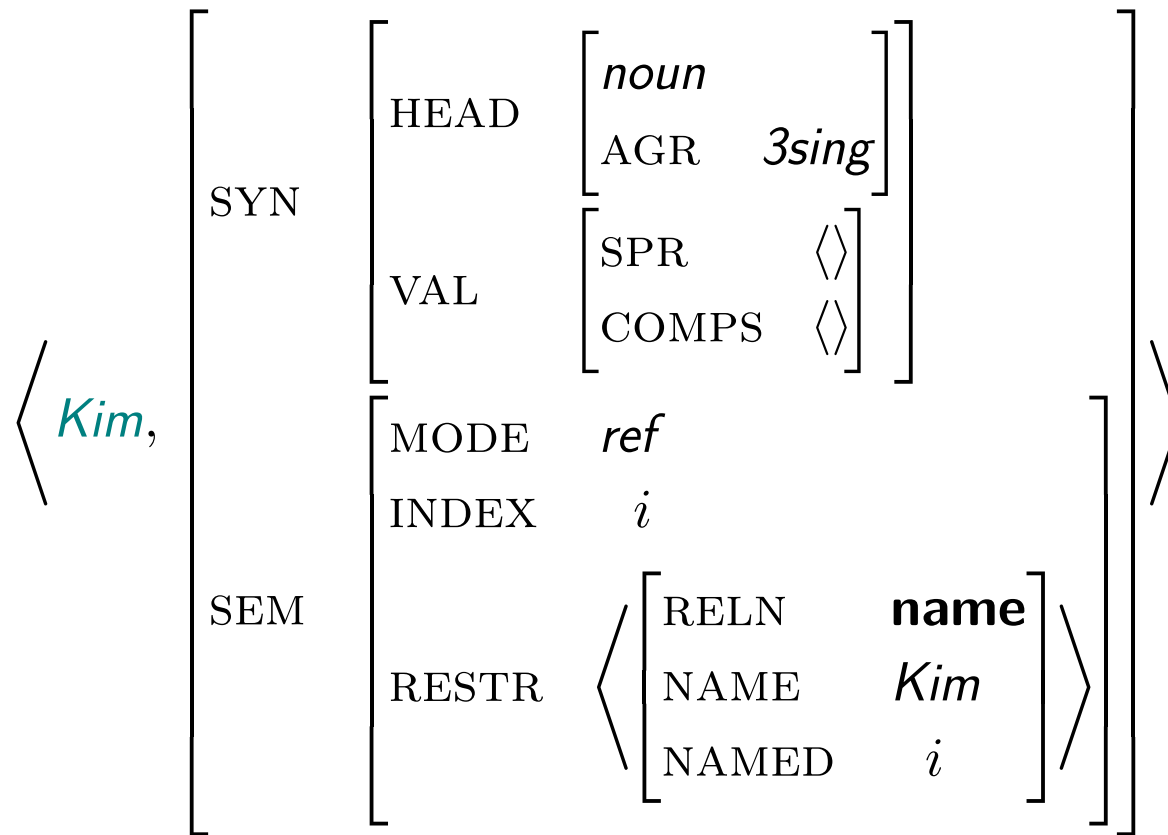 noun
HEAD
AGR 3sing
SYN
SPR ⟨⟩
VAL
COMPS ⟨⟩
⟨Kim,
MODE ref
INDEX i
RELN name
SEM
RESTR ⟨ NAME Kim ⟩
NAMED i
⟩